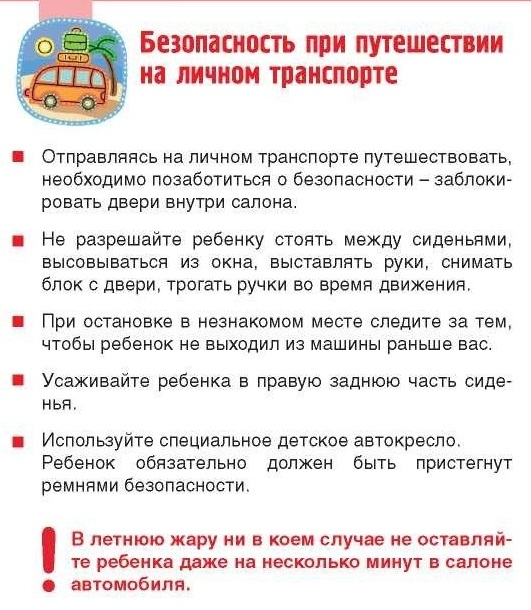 Безопасность при путешествии
на личном транспорте
Отправляясь на личном транспорте путешествовать,
необходимо позаботиться о безопасности – заблоки-
ровать двери внутри салона.
Не разрешайте ребенку стоять между сиденьями,
высовываться из окна, выставлять руки, снимать
блок с двери, трогать ручки во время движения.
При остановке в незнакомом месте следите за тем,
чтобы ребенок не выходил из машины раньше вас.
Усаживайте ребенка в правую заднюю часть сиде-
нья.
Используйте специальное детское автокресло.
Ребенок обязательно должен быть пристегнут
ремнями безопасности.
! В летнюю жару ни в коем случае не оставляй-
те ребенка даже на несколько минут в салоне
автомобиля.